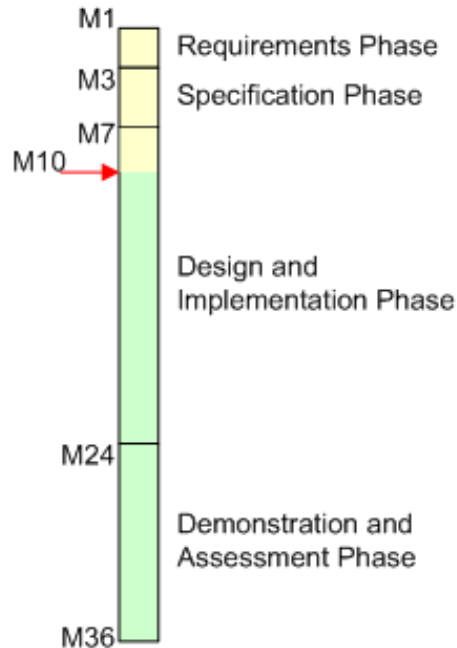 M1
Requirements Phase
M3
Specification Phase
M7
M10
Design and
Implementation Phase
M24
Demonstration and
Assessment Phase
M36